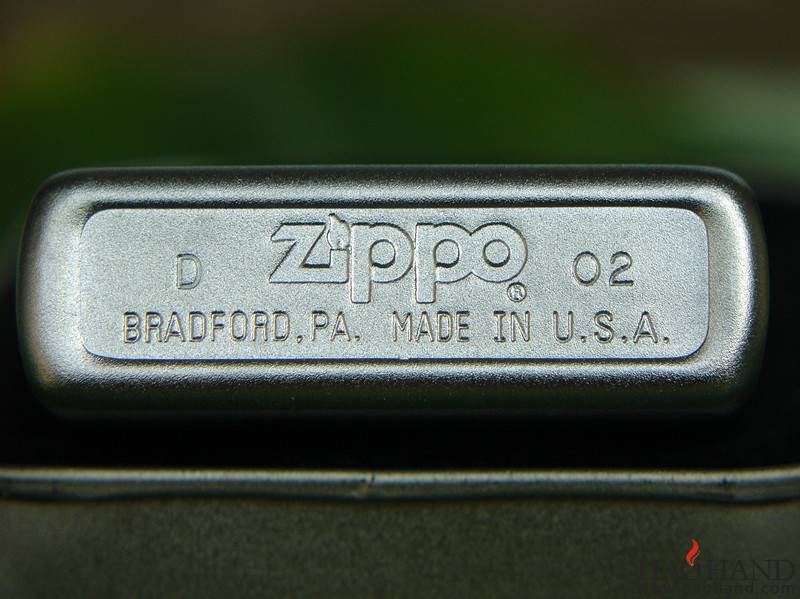 D Zippo® 02
BRADFORD, PA. MADE IN U.S.A.